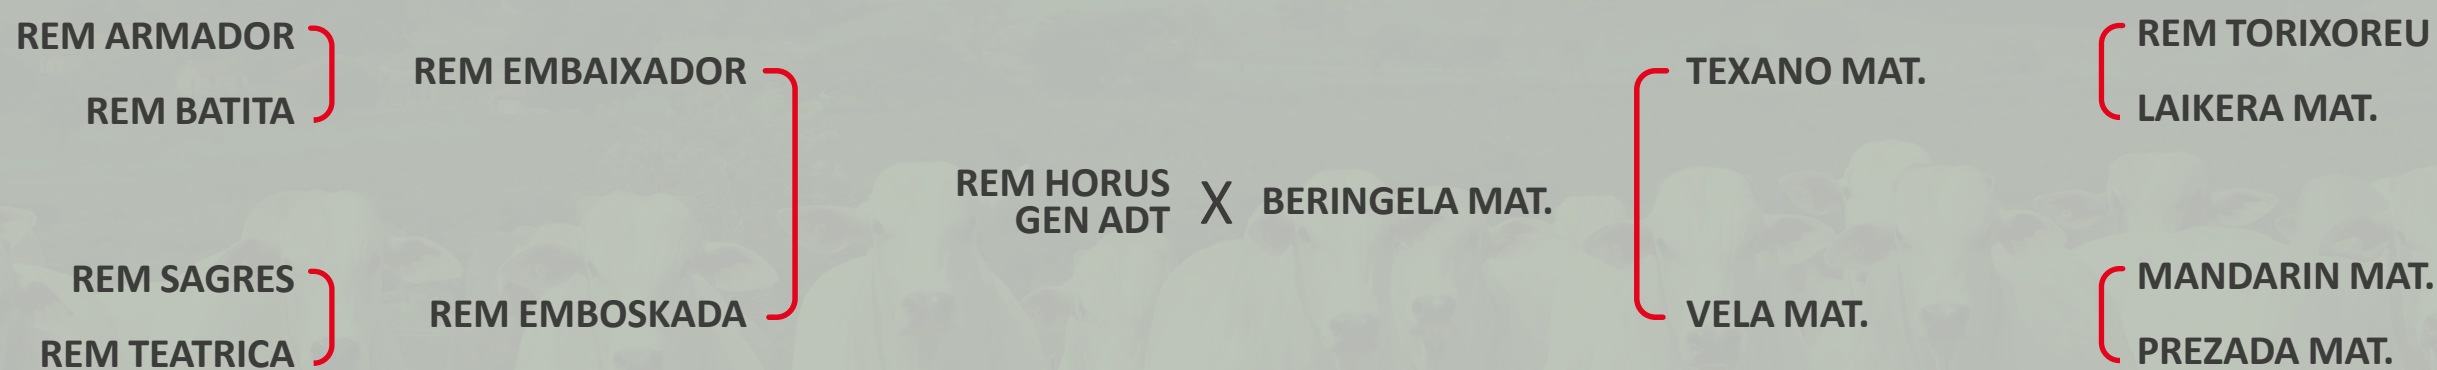 REM ARMADOR
REM BATITA
REM EMBAIXADOR
REM SAGRES
REM TEATRICA
REM EMBOSKADA
REM HORUS
GEN ADT
X
BERINGELA MAT.
TEXANO MAT.
VELA MAT.
REM TORIXOREU
LAIKERA MAT.
MANDARIN MAT.
PREZADA MAT.